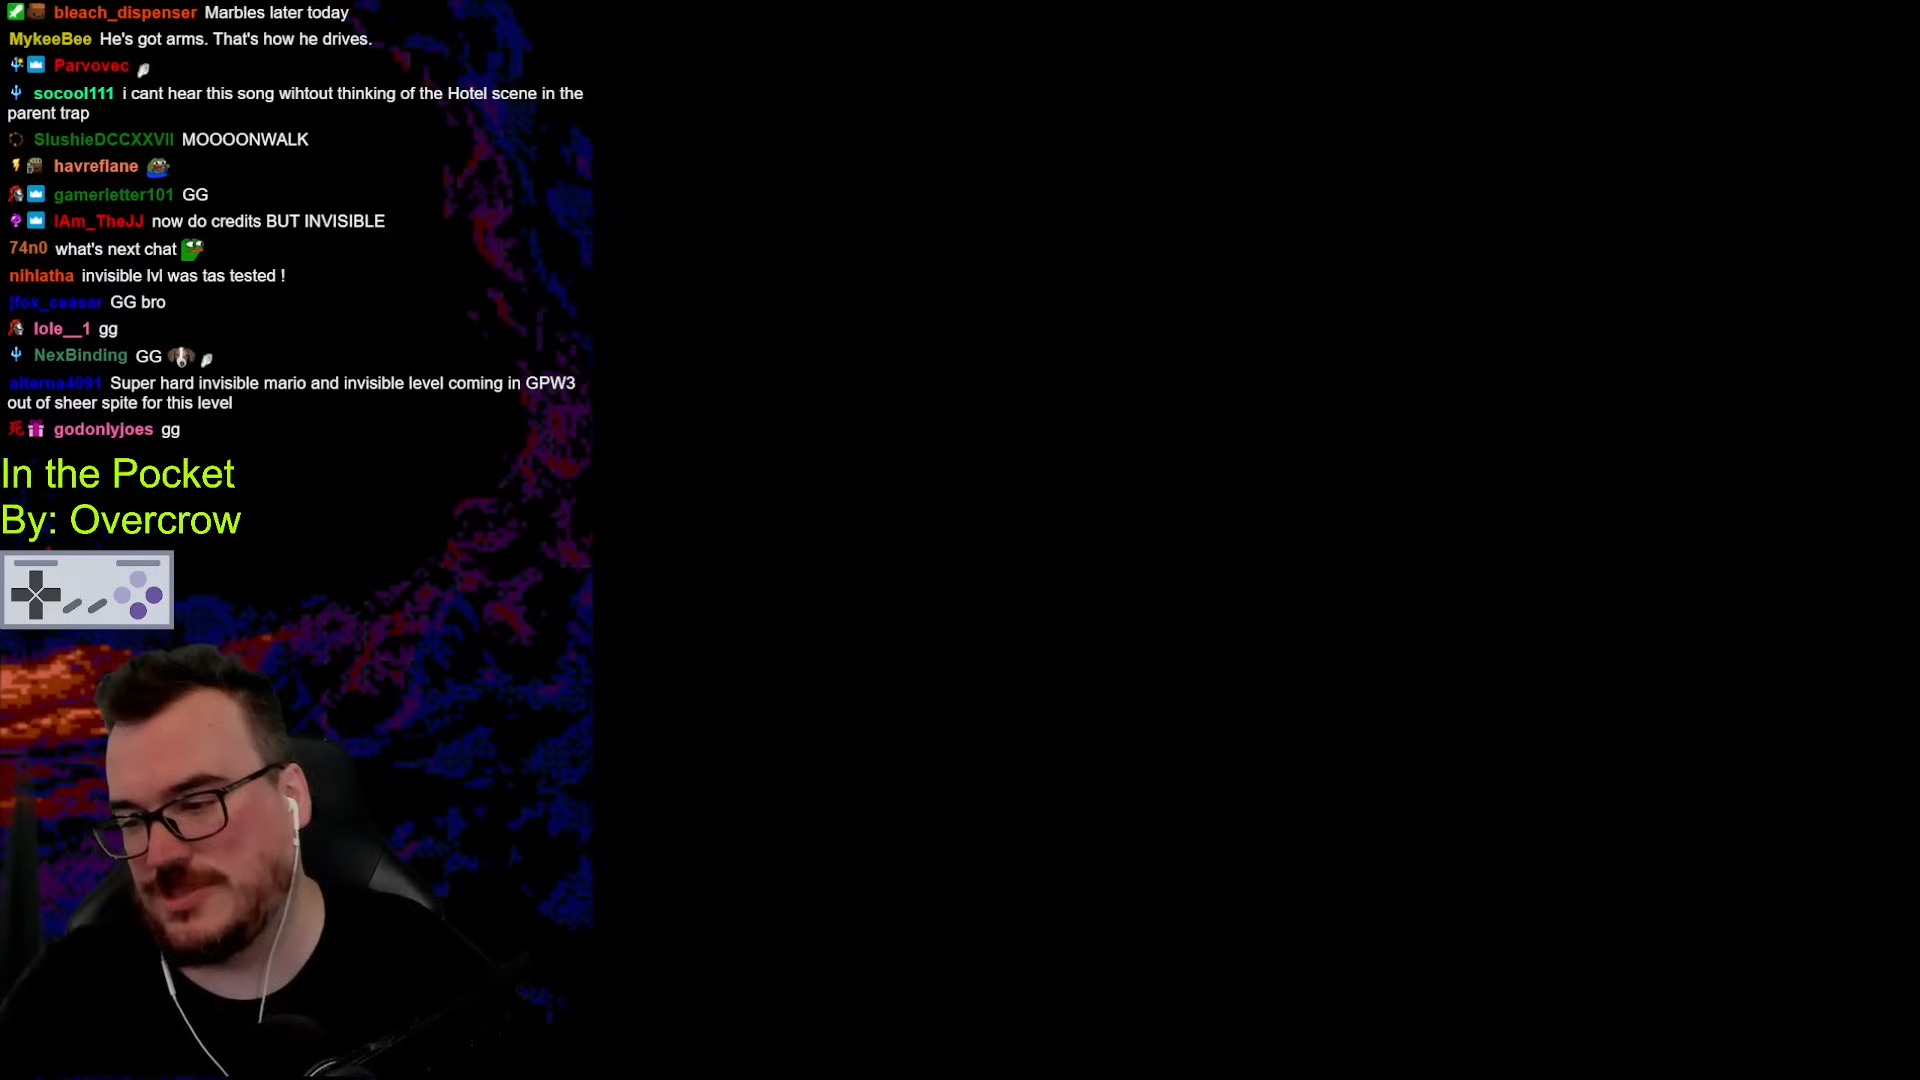 bleach_dispenser Marbles later today
MykeeBee He's got arms. That's how he drives.
Parvovec
socool111 i cant hear this song wihtout thinking of the Hotel scene in the
parent trap
SlushieDCCXXVII MOOOONWALK
havreflane
gamerletter101 GG
IAm_TheJJ now do credits BUT INVISIBLE
74n0 what's next chat
nihlatha invisible lvl was tas tested !
jfox_ceasar GG bro
lole__1 gg
NexBinding GG
alterna4091 Super hard invisible mario and invisible level coming in GPW3
out of sheer spite for this level
死 godonlyjoes gg
In the Pocket
By: Overcrow